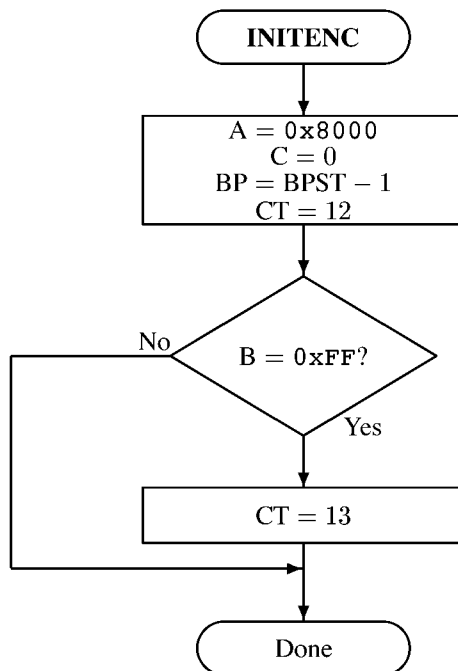 INITENC
A = 0x8000
C = 0
BP = BPST − 1
CT = 12
No
B = 0xFF?
Yes
CT = 13
Done